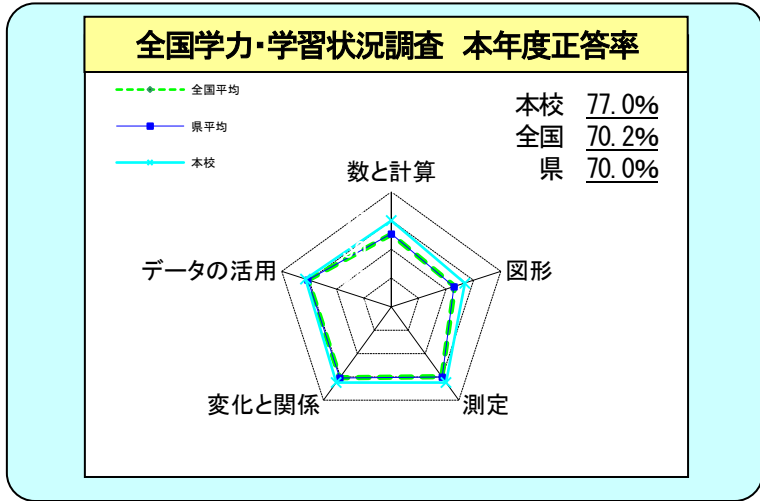 全国学力・学習状況調査 本年度正答率
全国平均
県平均
本校
本校 77.0%
全国 70.2%
県 70.0%
数と計算
図形
測定
変化と関係
データの活用